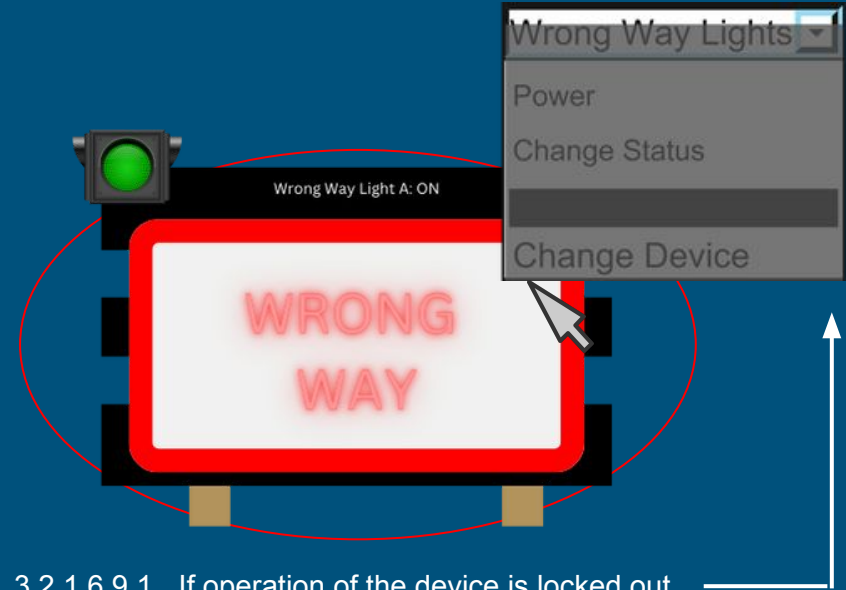 Wrong Way Lights
Power
Change Status
Change Device
Wrong Way Light A: ON
WRONG
WAY
3.2.1.6.9.1 If operation of the device is locked out